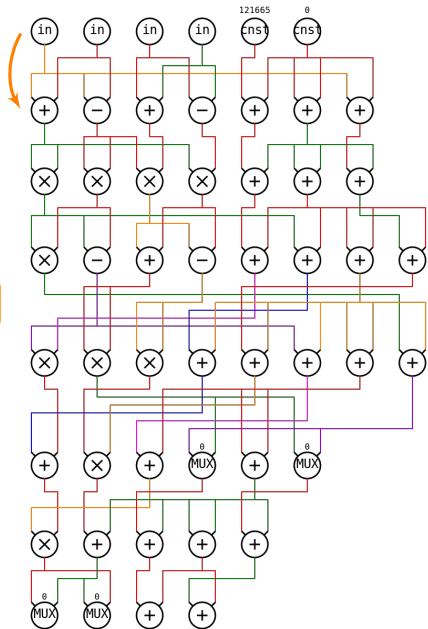 121665 0
in in in in cnst cnst
+ − + − + + +
× × × × + + +
× − + − + + + +
× × × + + + + +
0 0
+ × + MUX + MUX
× + + + +
0 0
MUX MUX + +